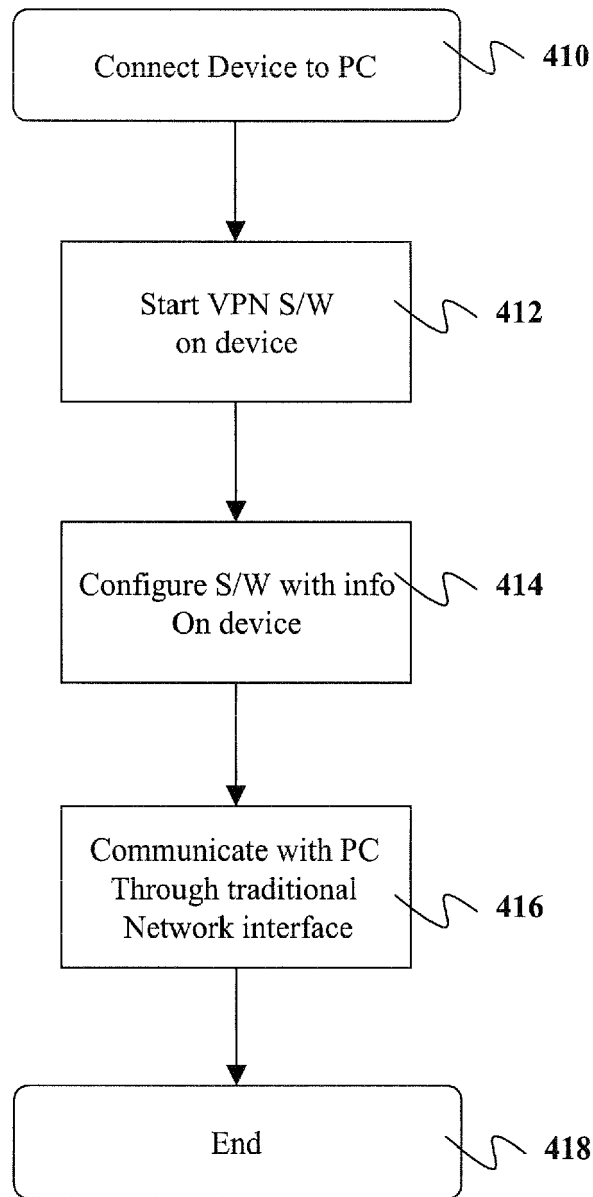 Connect Device to PC
410
Start VPN S/W
on device
412
Configure S/W with info
On device
414
Communicate with PC
Through traditional
Network interface
416
End
418